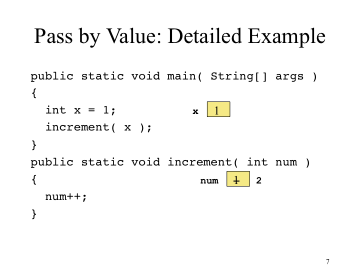 Pass by Value: Detailed Example
public static void main( String[] args )
{
int x = 1; x 1
increment( x );
}
public static void increment( int num )
{ num 1 2
num++;
}
7